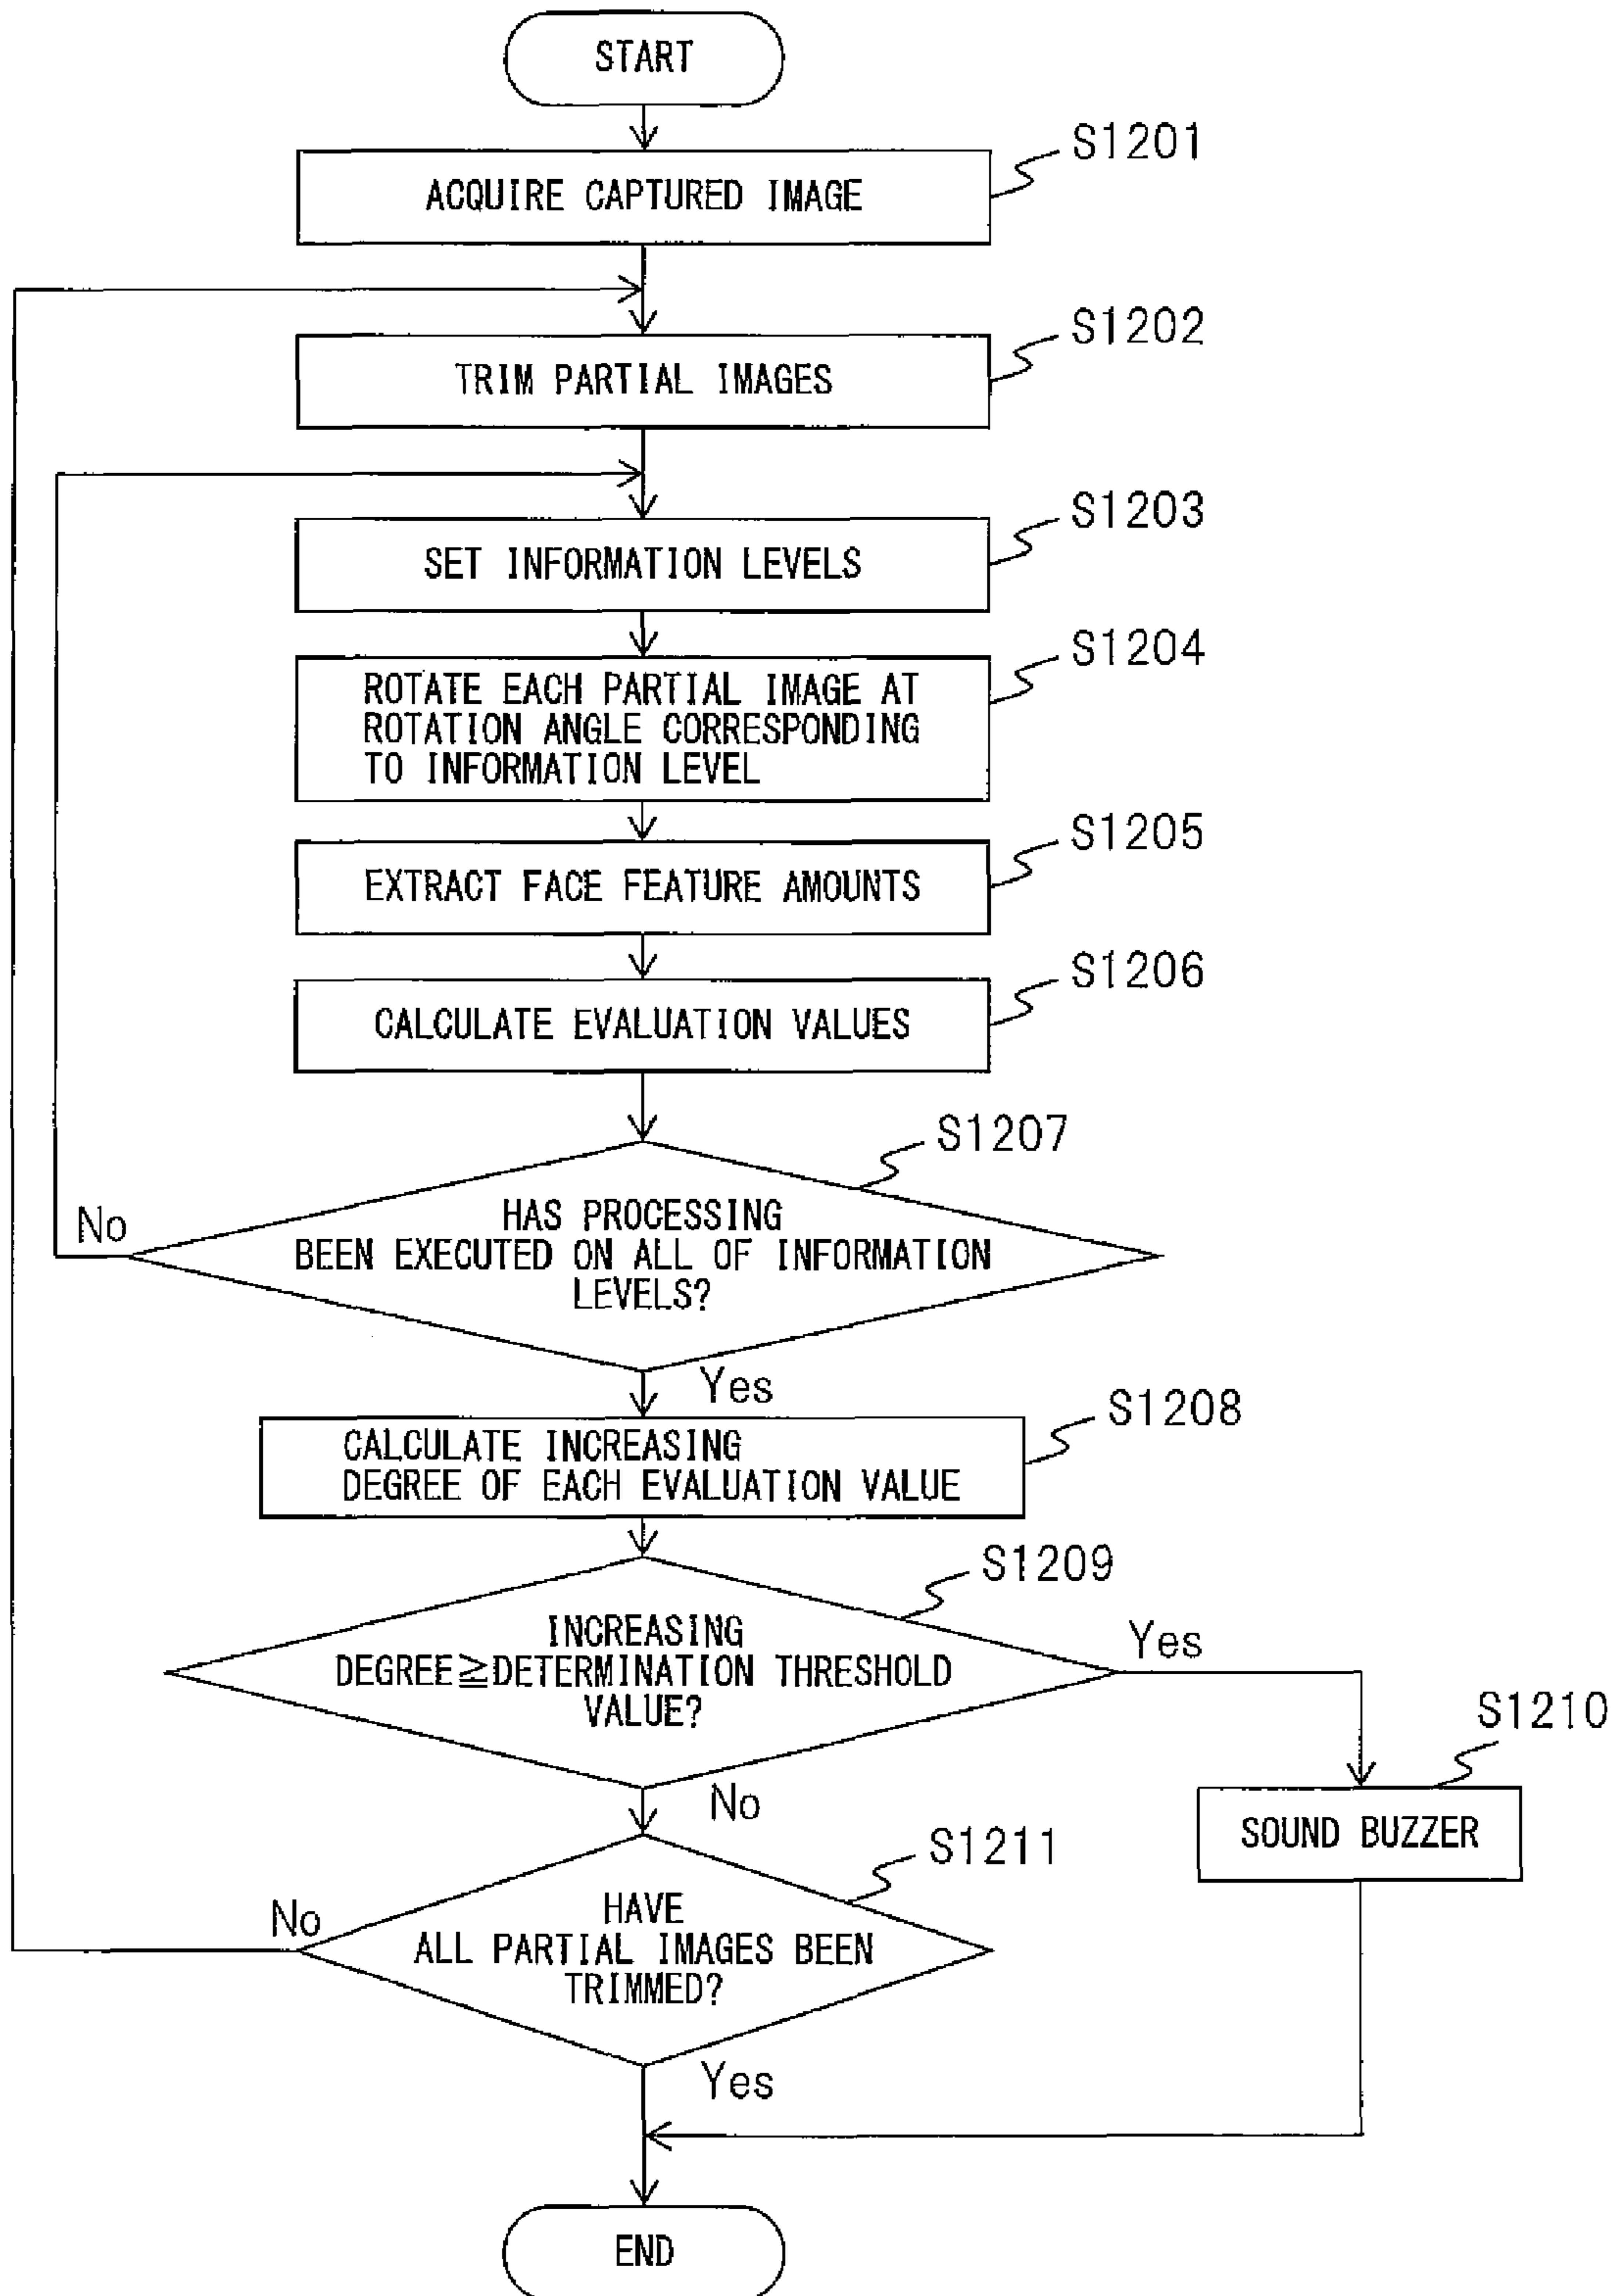 START
S1201
ACQUIRE CAPTURED IMAGE
S1202
TRIM PARTIAL IMAGES
S1203
SET INFORMATION LEVELS
S1204
ROTATE EACH PARTIAL IMAGE AT
ROTATION ANGLE CORRESPONDING
TO INFORMATION LEVEL
S1205
EXTRACT FACE FEATURE AMOUNTS
S1206
CALCULATE EVALUATION VALUES
S1207
No
HAS PROCESSING
BEEN EXECUTED ON ALL OF INFORMATION
LEVELS?
Yes
S1208
CALCULATE INCREASING
DEGREE OF EACH EVALUATION VALUE
S1209
INCREASING
DEGREE≧DETERMINATION THRESHOLD
VALUE?
Yes
S1210
SOUND BUZZER
No
S1211
No
HAVE
ALL PARTIAL IMAGES BEEN
TRIMMED?
Yes
END